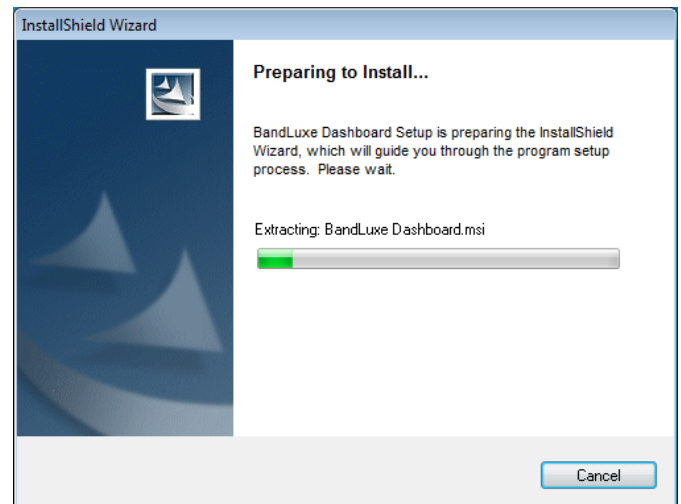 InstallShield Wizard
Preparing to Install...
BandLuxe Dashboard Setup is preparing the InstallShield
Wizard, which will guide you through the program setup
process. Please wait.
Extracting: BandLuxe Dashboard.msi
Cancel